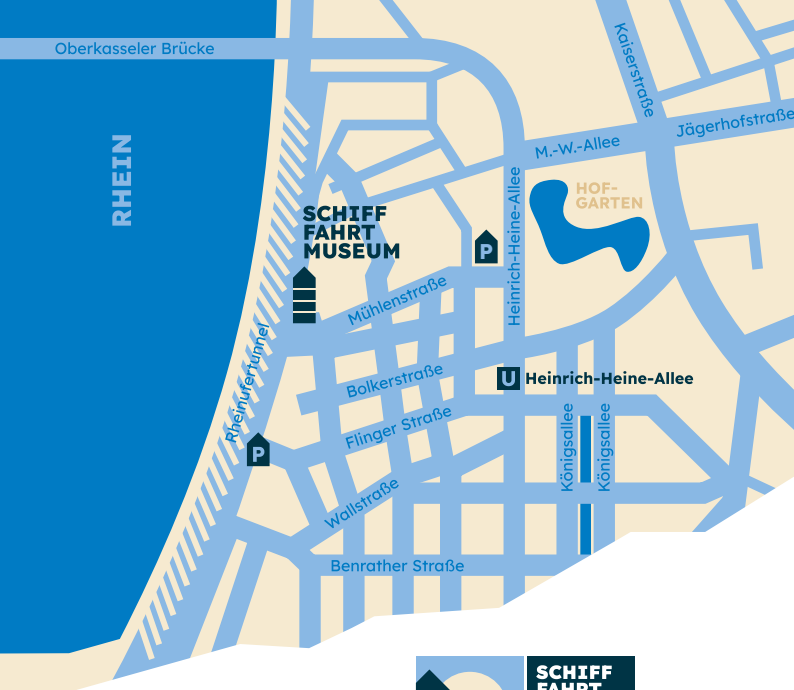 Oberkasseler Brücke
Kaiserstraße
Jägerhofstraße
M.-W.-Allee
RHEIN
HOF-
GARTEN
SCHIFF
FAHRT
MUSEUM
Heinrich-Heine-Allee
P
Mühlenstraße
Rheinufertunnel
Bolkerstraße
U Heinrich-Heine-Allee
Flinger Straße
Königsallee
Königsallee
P
Wallstraße
Benrather Straße
SCHIFF
FAHRT